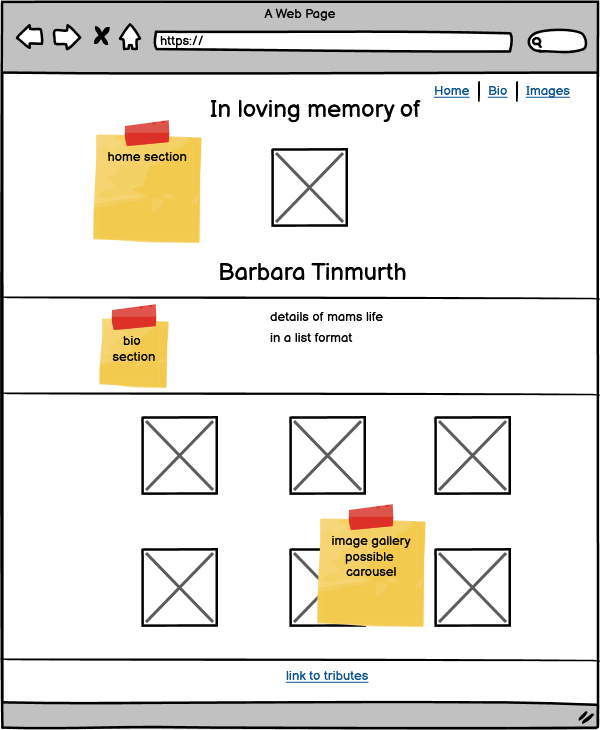 A Web Page
https://
Home
Bio
Images
In loving memory of
home section
Barbara Tinmurth
details of mams life
in a list format
bio
section
image gallery
possible
carousel
link to tributes